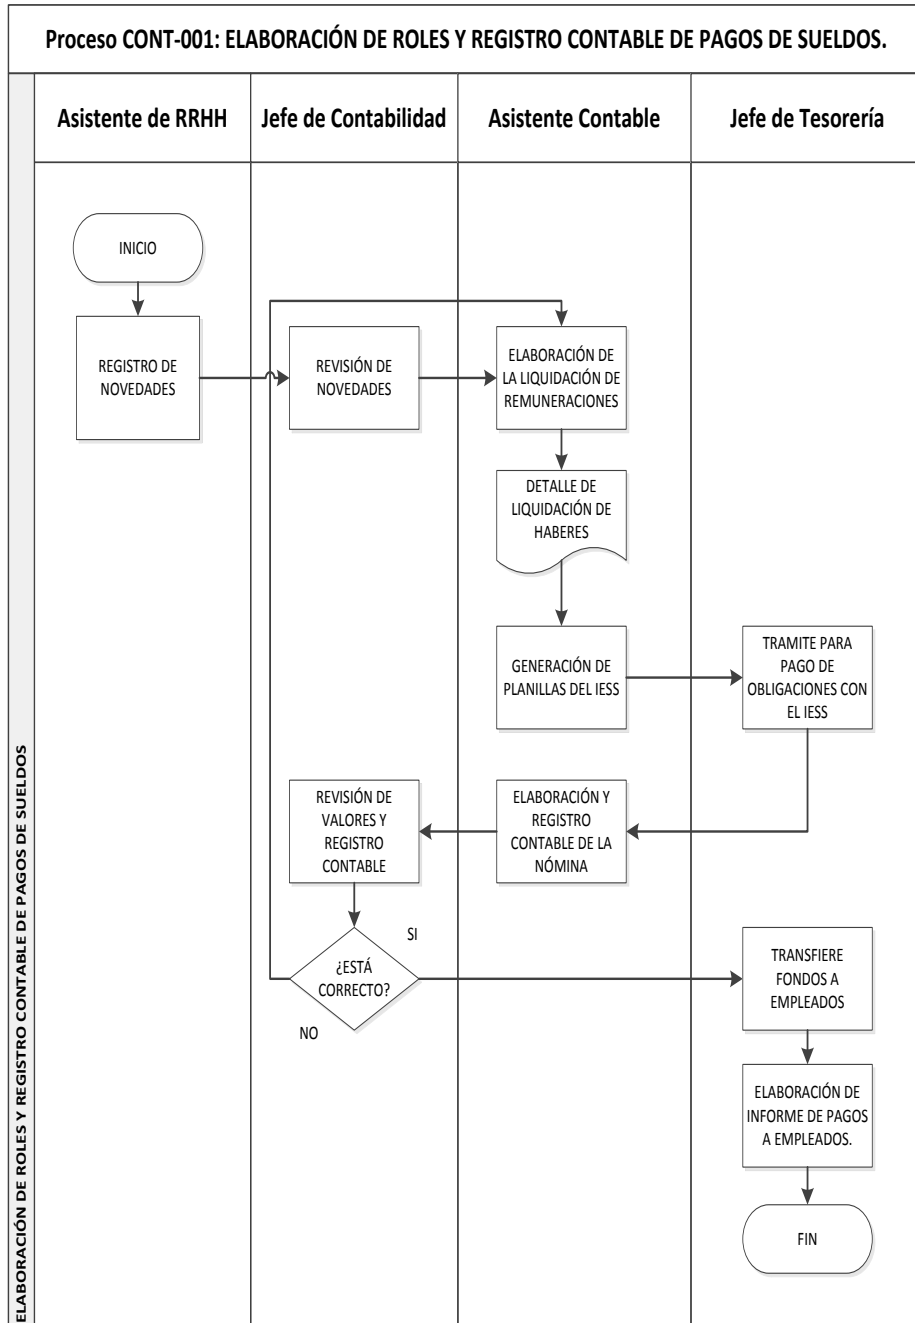 Proceso CONT-001: ELABORACIÓN DE ROLES Y REGISTRO CONTABLE DE PAGOS DE SUELDOS.
ELABORACIÓN DE ROLES Y REGISTRO CONTABLE DE PAGOS DE SUELDOS
Asistente de RRHH
Jefe de Contabilidad
Asistente Contable
Jefe de Tesorería
INICIO
REGISTRO DE
NOVEDADES
REVISIÓN DE
NOVEDADES
ELABORACIÓN DE
LA LIQUIDACIÓN DE
REMUNERACIONES
DETALLE DE
LIQUIDACIÓN DE
HABERES
GENERACIÓN DE
PLANILLAS DEL IESS
TRAMITE PARA
PAGO DE
OBLIGACIONES CON
EL IESS
ELABORACIÓN Y
REGISTRO
CONTABLE DE LA
NÓMINA
REVISIÓN DE
VALORES Y
REGISTRO
CONTABLE
¿ESTÁ
CORRECTO?
SI
NO
TRANSFIERE
FONDOS A
EMPLEADOS
ELABORACIÓN DE
INFORME DE PAGOS
A EMPLEADOS.
FIN